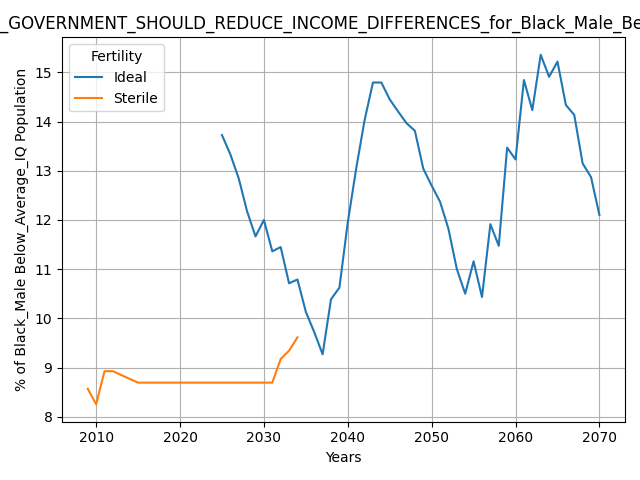 _GOVERNMENT_SHOULD_REDUCE_INCOME_DIFFERENCES_for_Black_Male_Be
Fertility
Ideal
Sterile
% of Black_Male Below_Average_IQ Population
15
14
13
12
11
10
9
8
2010 2020 2030 2040 2050 2060 2070
Years